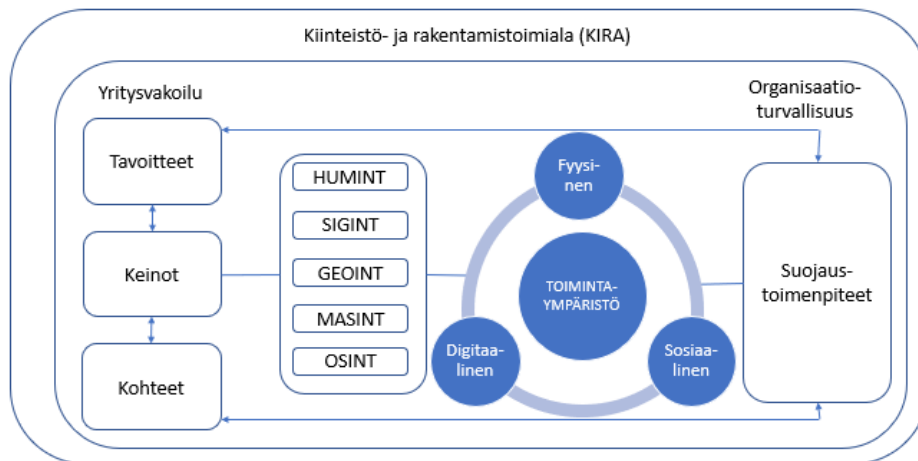 Kiinteistö- ja rakentamistoimiala (KIRA)
Yritysvakoilu
Organisaatio-
turvallisuus
Tavoitteet
Keinot
Kohteet
HUMINT
SIGINT
GEOINT
MASINT
OSINT
Fyysi-
nen
TOIMINTA-
YMPÄRISTÖ
Digitaa-
linen
Sosiaa-
linen
Suojaus-
toimenpiteet